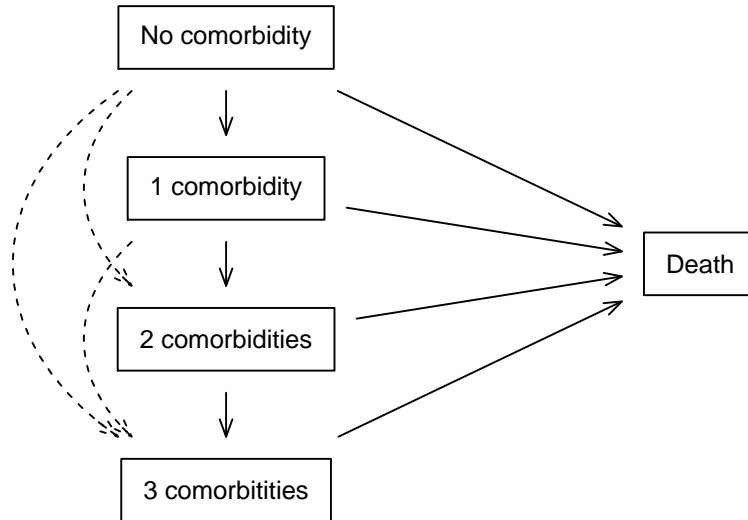 No comorbidity
1 comorbidity
Death
2 comorbidities
3 comorbitities